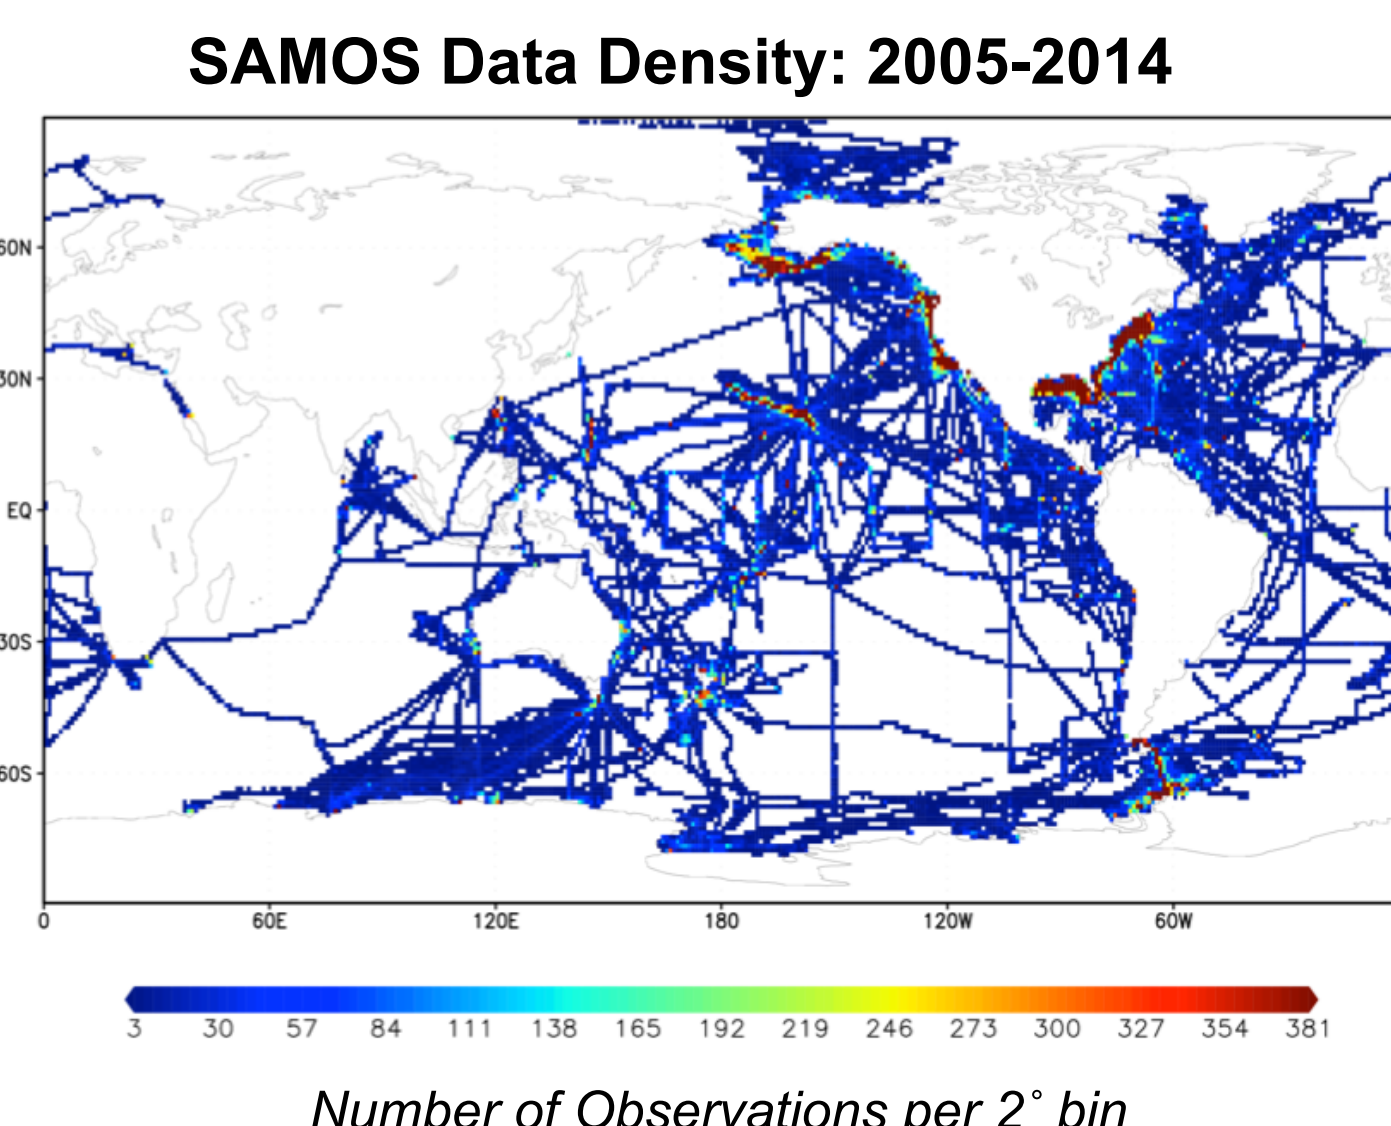 SAMOS Data Density: 2005-2014
60N
30N
EQ
30S
60S
0 60E 120E 180 120W 60W
3 30 57 84 111 138 165 192 219 246 273 300 327 354 381
Number of Observations per 2° bin